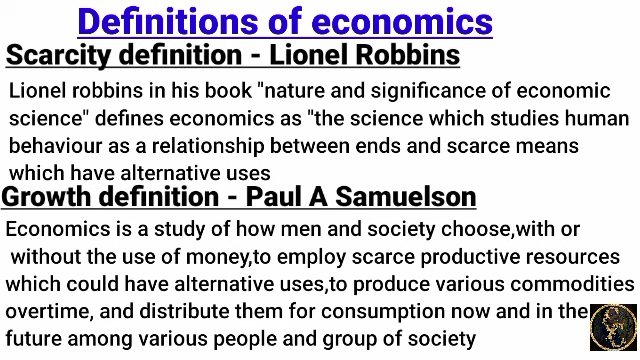 Definitions of economics
Scarcity definition - Lionel Robbins
Lionel robbins in his book "nature and significance of economic
science" defines economics as "the science which studies human
behaviour as a relationship between ends and scarce means
which have alternative uses
Growth definition - Paul A Samuelson
Economics is a study of how men and society choose,with or
without the use of money,to employ scarce productive resources
which could have alternative uses,to produce various commodities
overtime, and distribute them for consumption now and in the
future among various people and group of society